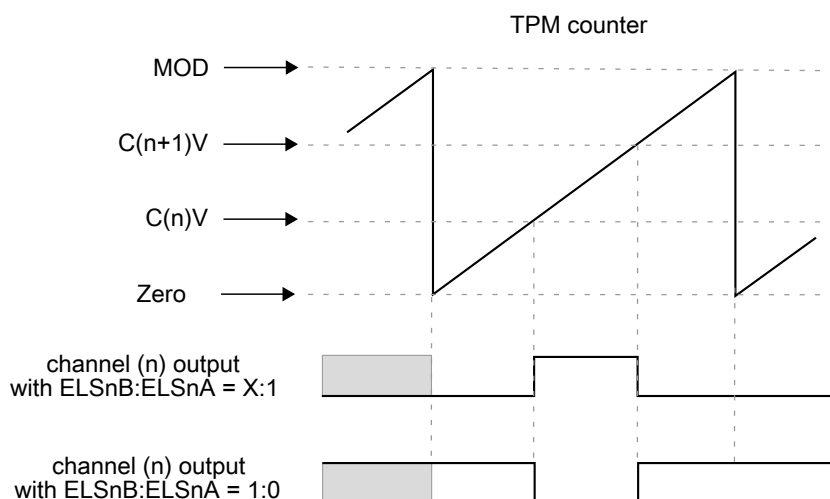 TPM counter
MOD
C(n+1)V
C(n)V
Zero
channel (n) output
with ELSnB:ELSnA = X:1
channel (n) output
with ELSnB:ELSnA = 1:0